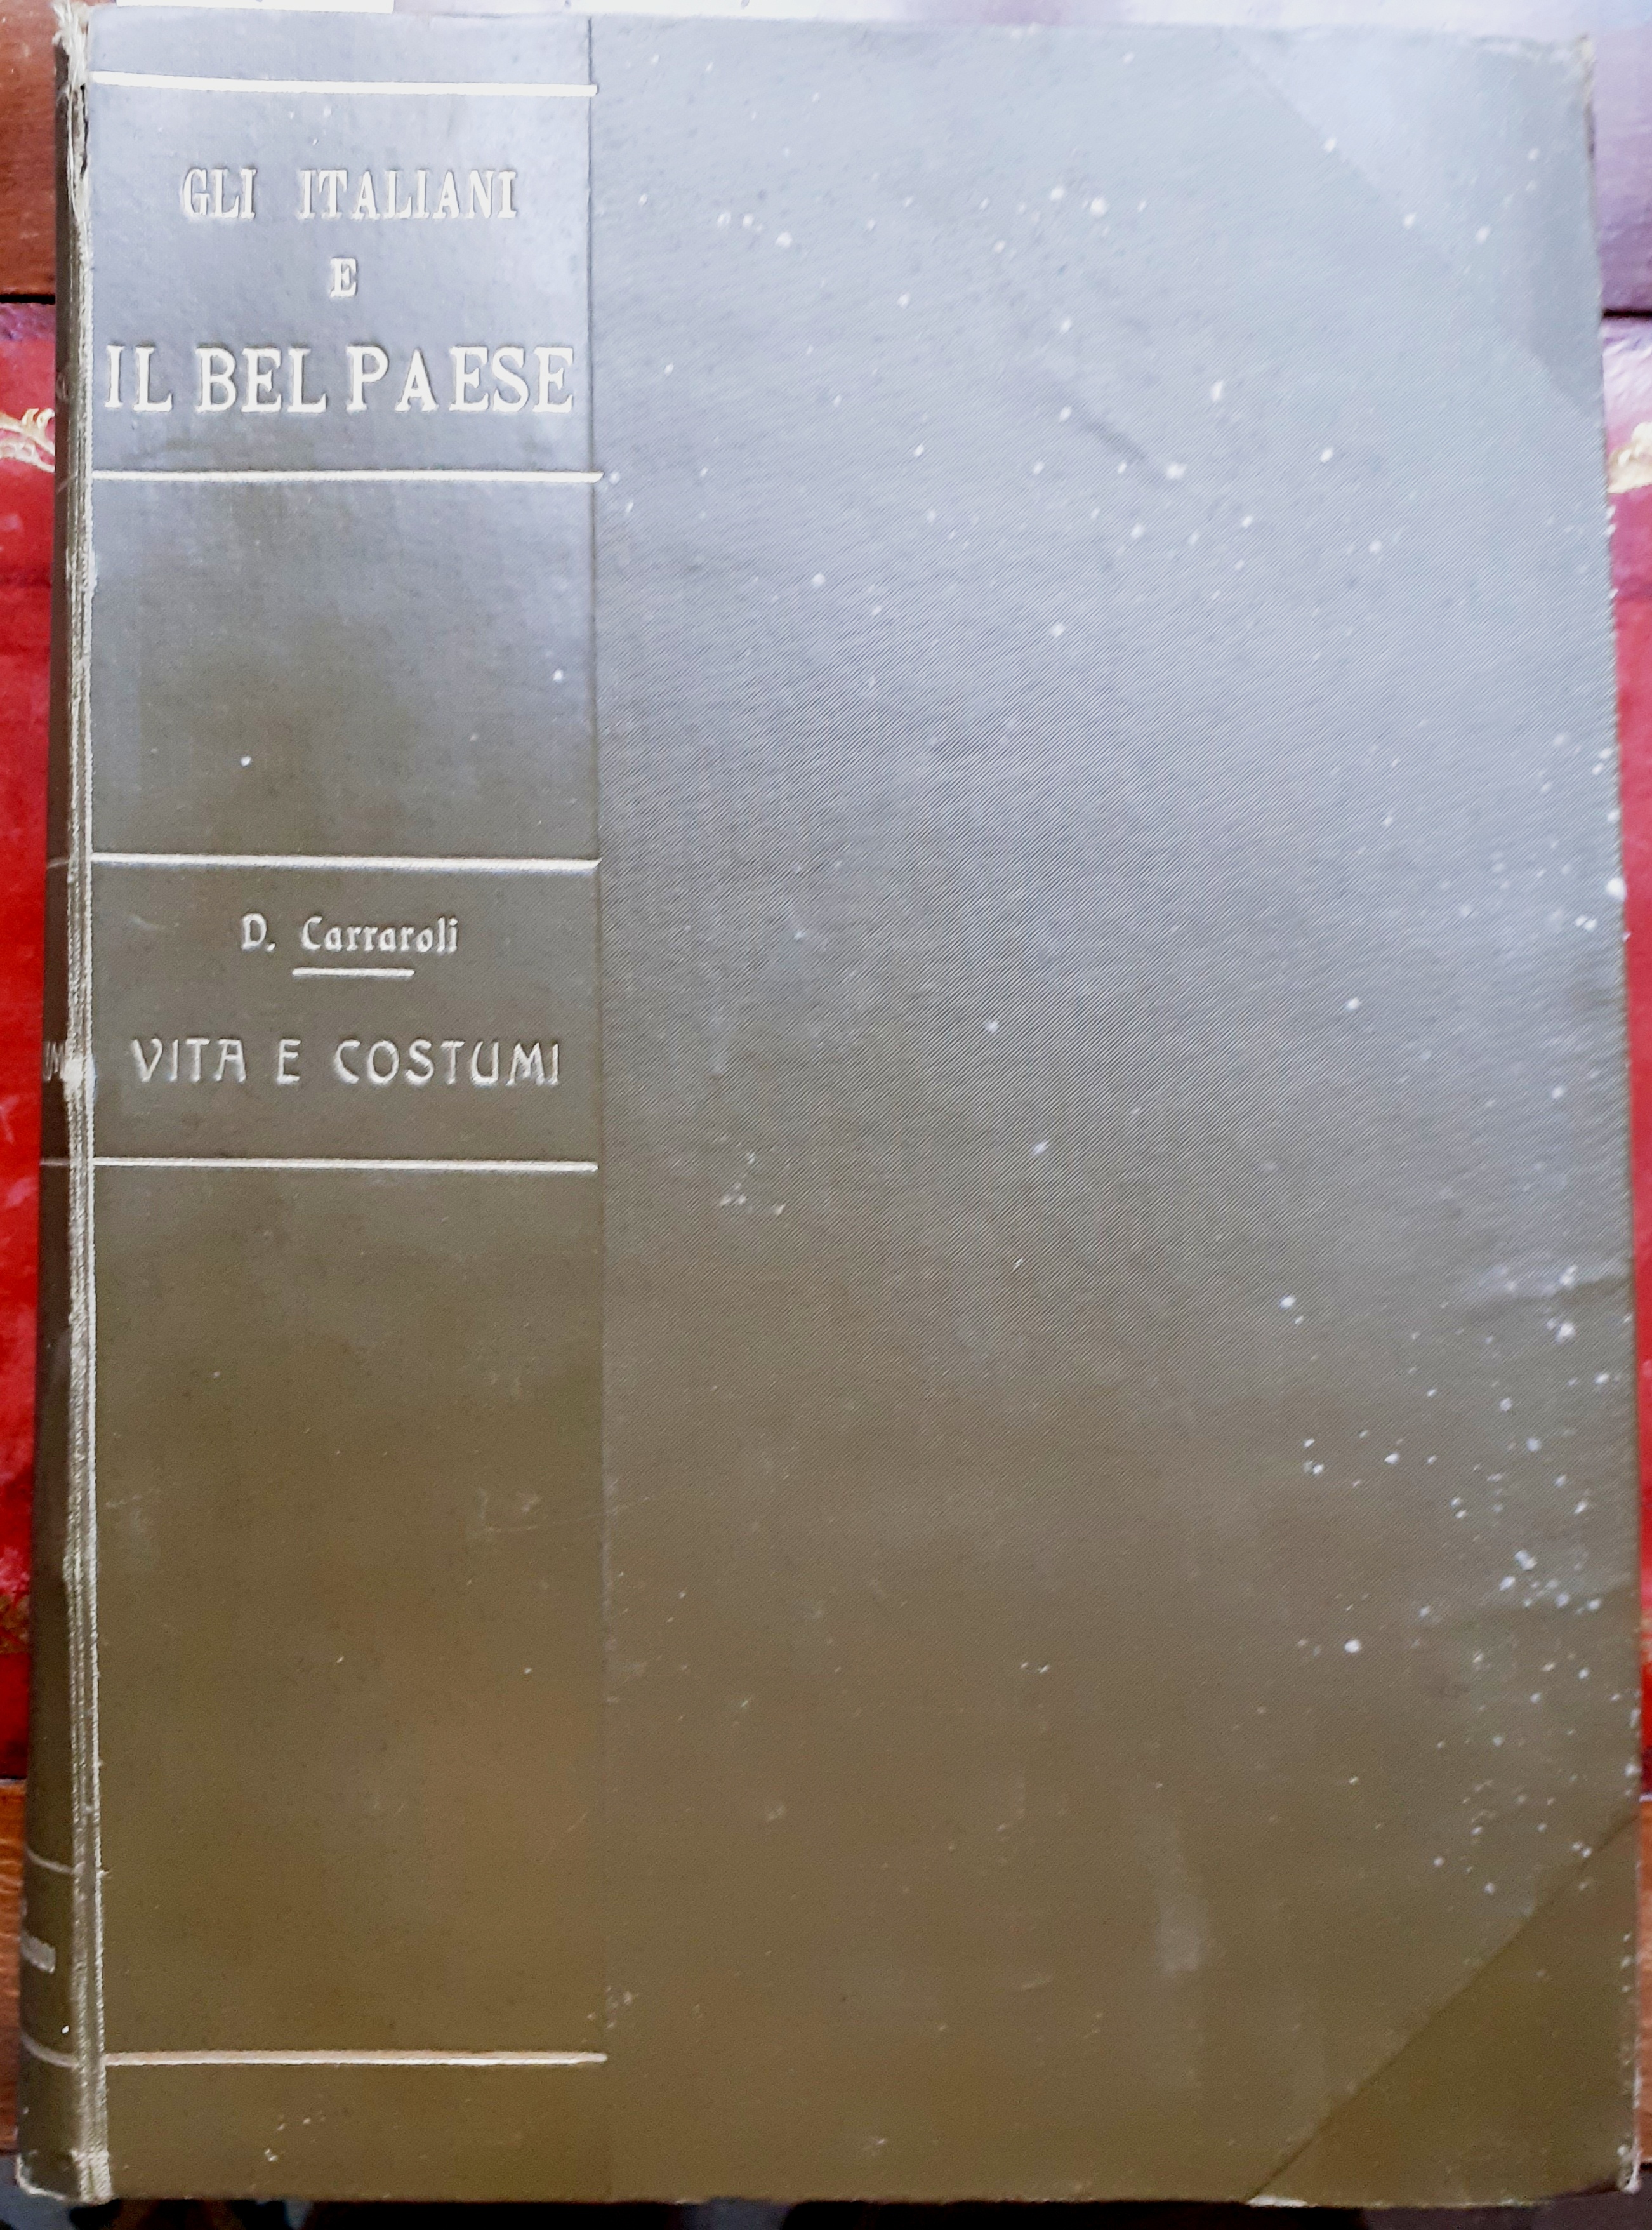 GLI ITALIANI
E
IL BEL PAESE
D. Carraroli
VITA E COSTUMI